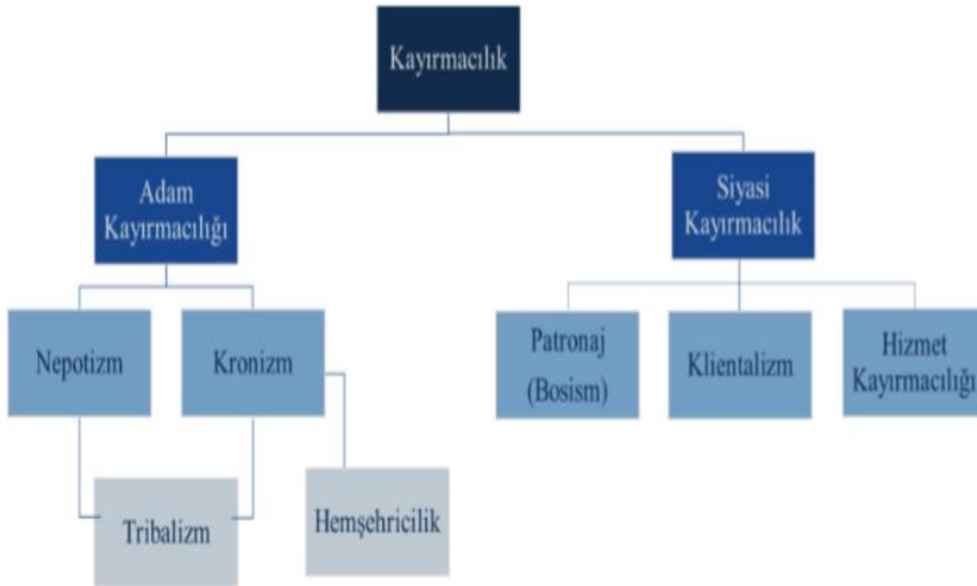 Kayırmacılık
Adam
Kayırmacılığı
Siyasi
Kayırmacılık
Nepotizm
Kronizm
Patronaj
(Bosism)
Klientalizm
Hizmet
Kayırmacılığı
Tribalizm
Hemşehricilik